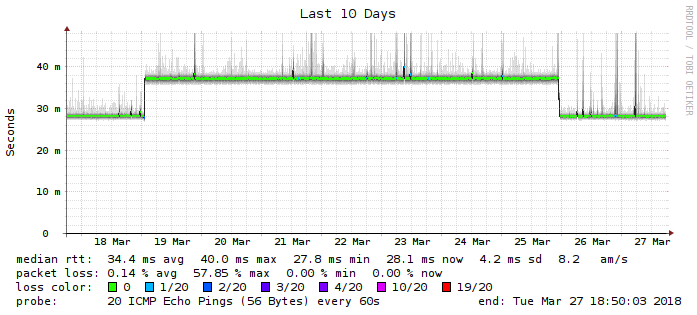 Last 10 Days
RRDTOOL / TOBI OETIKER
Seconds
40 m
30 m
20 m
10 m
0
18 Mar 19 Mar 20 Mar 21 Mar 22 Mar 23 Mar 24 Mar 25 Mar 26 Mar 27 Mar
median rtt: 34.4 ms avg 40.0 ms max 27.8 ms min 28.1 ms now 4.2 ms sd 8.2 am/s
packet loss: 0.14 % avg 57.85 % max 0.00 % min 0.00 % now
loss color: 0 1/20 2/20 3/20 4/20 10/20 19/20
probe: 20 ICMP Echo Pings (56 Bytes) every 60s end: Tue Mar 27 18:50:03 2018